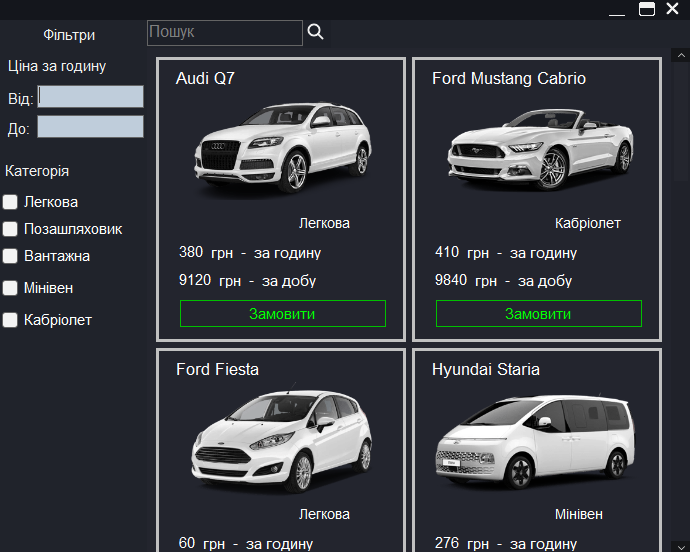 Фільтри
Пошук
Ціна за годину
Від:
До:
Категорія
Легкова
Позашляховик
Вантажна
Мінівен
Кабріолет
Audi Q7
Легкова
380 грн - за годину
9120 грн - за добу
Замовити
Ford Mustang Cabrio
Кабріолет
410 грн - за годину
9840 грн - за добу
Замовити
Ford Fiesta
Легкова
60 грн - за годину
Hyundai Staria
Мінівен
276 грн - за годину